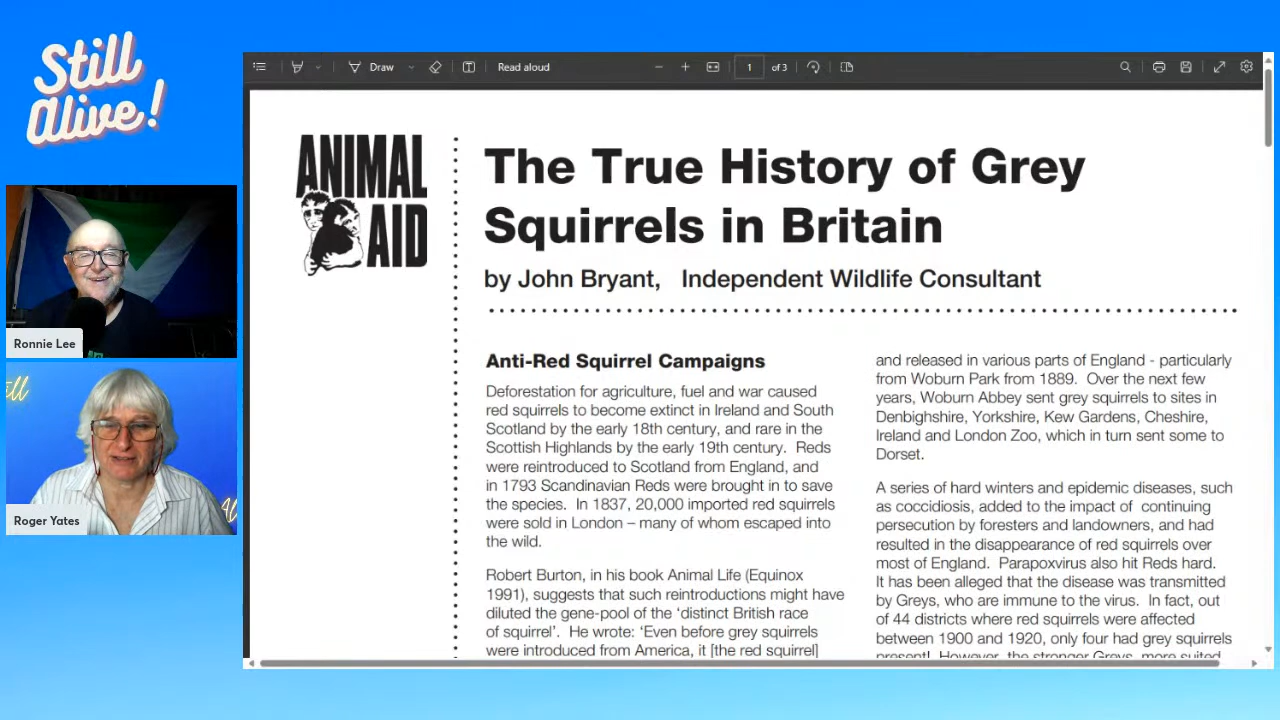 Still
Alive!
Draw
Read aloud
1
of 3
ANIMAL
AID
The True History of Grey
Squirrels in Britain
by John Bryant, Independent Wildlife Consultant
Ronnie Lee
Roger Yates
Anti-Red Squirrel Campaigns
Deforestation for agriculture, fuel and war caused
red squirrels to become extinct in Ireland and South
Scotland by the early 18th century, and rare in the
Scottish Highlands by the early 19th century. Reds
were reintroduced to Scotland from England, and
in 1793 Scandinavian Reds were brought in to save
the species. In 1837, 20,000 imported red squirrels
were sold in London – many of whom escaped into
the wild.
Robert Burton, in his book Animal Life (Equinox
1991), suggests that such reintroductions might have
diluted the gene-pool of the ‘distinct British race
of squirrel’. He wrote: ‘Even before grey squirrels
were introduced from America, it [the red squirrel]
and released in various parts of England - particularly
from Woburn Park from 1889. Over the next few
years, Woburn Abbey sent grey squirrels to sites in
Denbighshire, Yorkshire, Kew Gardens, Cheshire,
Ireland and London Zoo, which in turn sent some to
Dorset.
A series of hard winters and epidemic diseases, such
as coccidiosis, added to the impact of continuing
persecution by foresters and landowners, and had
resulted in the disappearance of red squirrels over
most of England. Parapoxvirus also hit Reds hard.
It has been alleged that the disease was transmitted
by Greys, who are immune to the virus. In fact, out
of 44 districts where red squirrels were affected
between 1900 and 1920, only four had grey squirrels
present! However, the stronger Greys, more suited